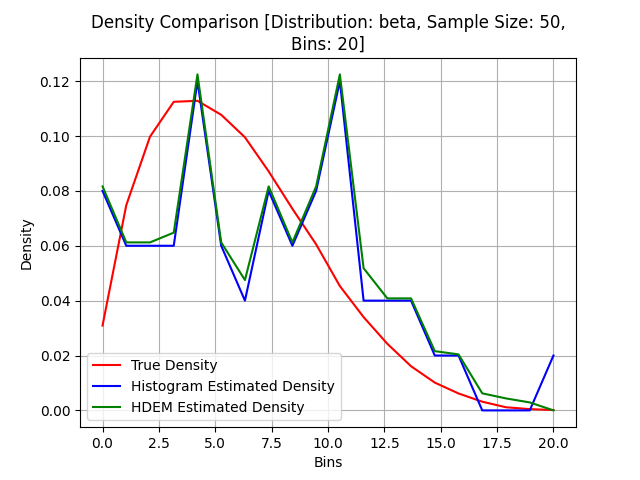 Density Comparison [Distribution: beta, Sample Size: 50,
Bins: 20]
Density
0.12
0.10
0.08
0.06
0.04
0.02
0.00
True Density
Histogram Estimated Density
HDEM Estimated Density
0.0 2.5 5.0 7.5 10.0 12.5 15.0 17.5 20.0
Bins